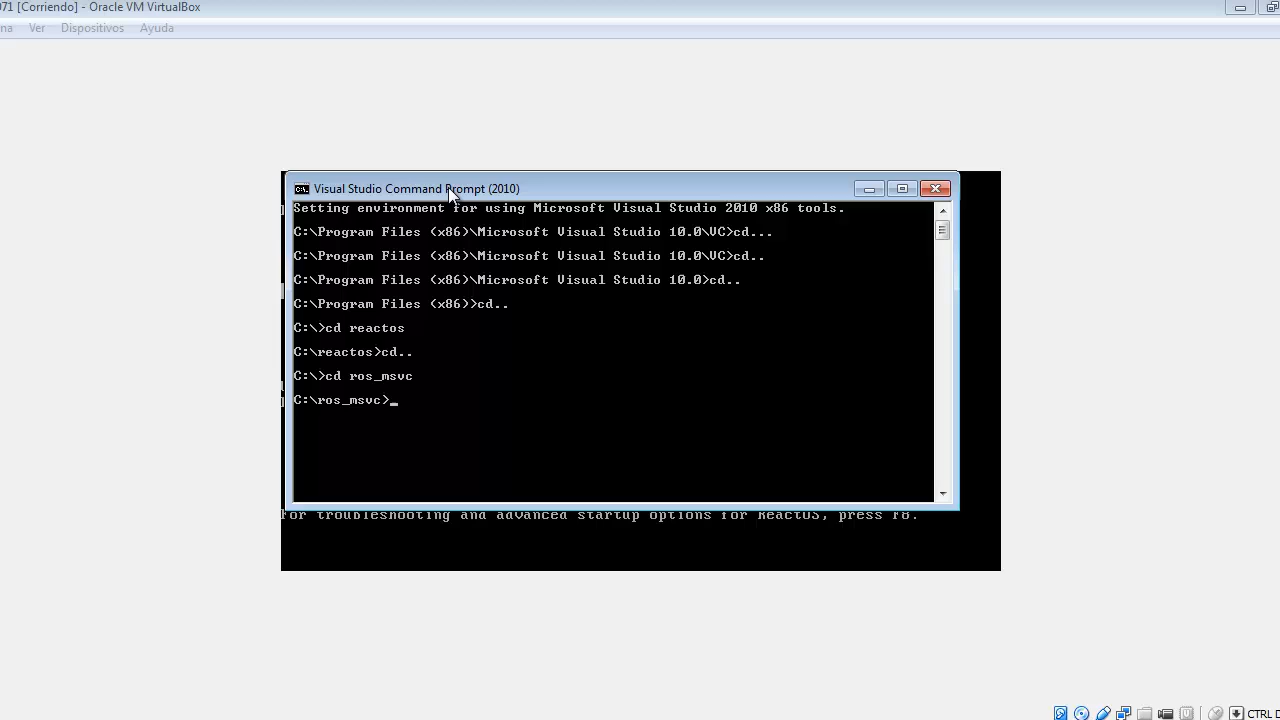 071 [Corriendo] - Oracle VM VirtualBox
na Ver Dispositivos Ayuda
Visual Studio Command Prompt (2010)
Setting environment for using Microsoft Visual Studio 2010 x86 tools.
C:\Program Files (x86)\Microsoft Visual Studio 10.0\VC>cd...
C:\Program Files (x86)\Microsoft Visual Studio 10.0\VC>cd..
C:\Program Files (x86)\Microsoft Visual Studio 10.0>cd..
C:\Program Files (x86)>cd..
C:\>cd reactos
C:\reactos>cd..
C:\>cd ros_msvc
C:\ros_msvc>_
For troubleshooting and advanced startup options for ReactOS, press F8.
CTRL D